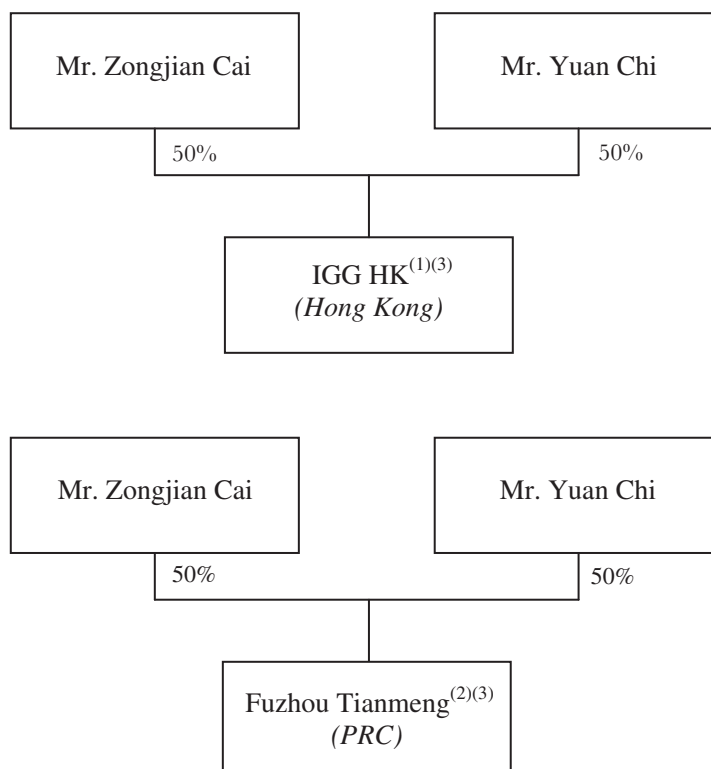 Mr. Zongjian Cai
Mr. Yuan Chi
50%
50%
IGG HK(1)(3)
(Hong Kong)
Mr. Zongjian Cai
Mr. Yuan Chi
50%
50%
Fuzhou Tianmeng(2)(3)
(PRC)